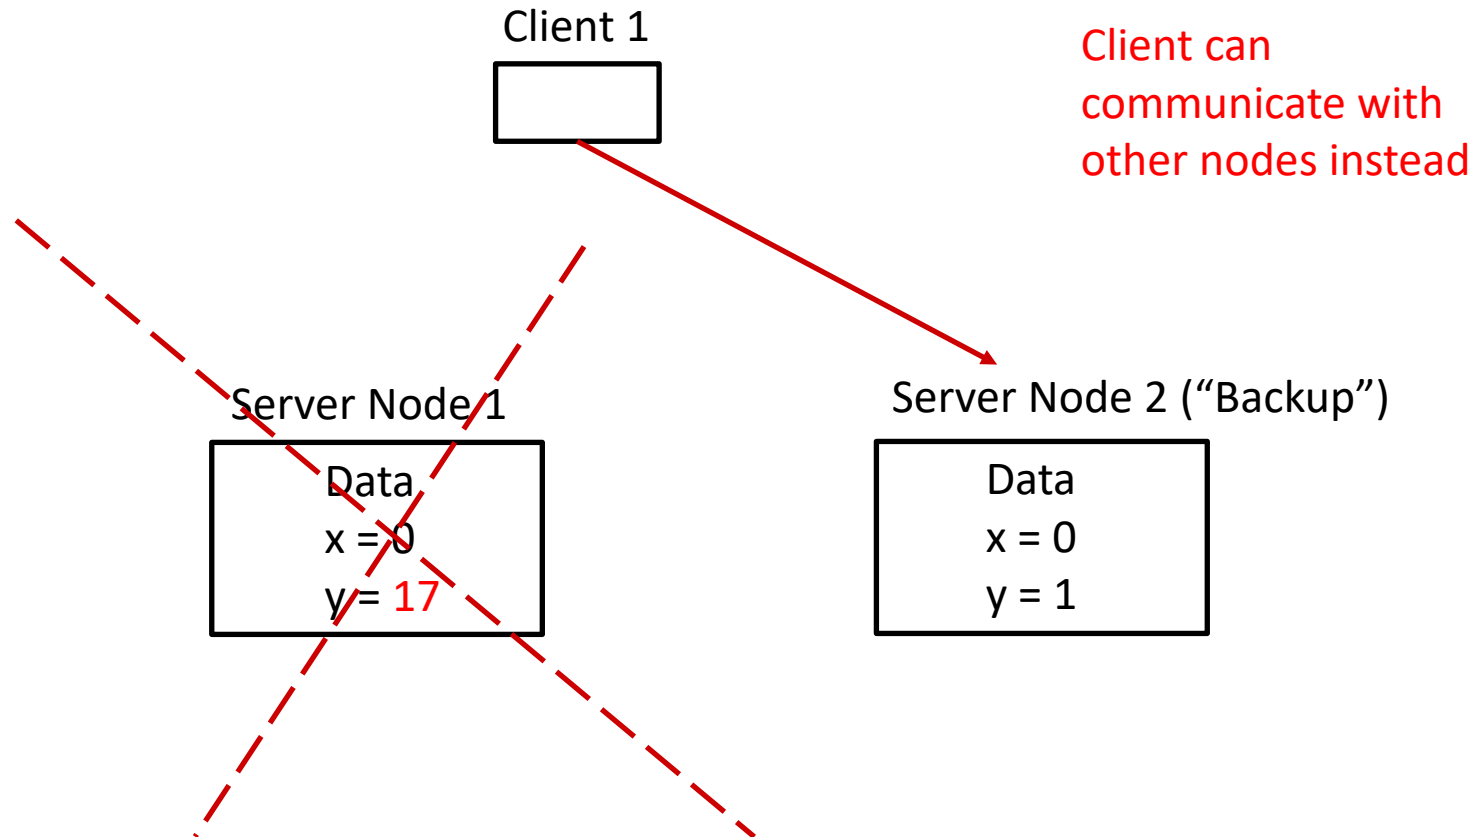 Client 1
Client can
communicate with
other nodes instead
Server Node 1
Data
x = 0
y = 17
Server Node 2 (“Backup”)
Data
x = 0
y = 1